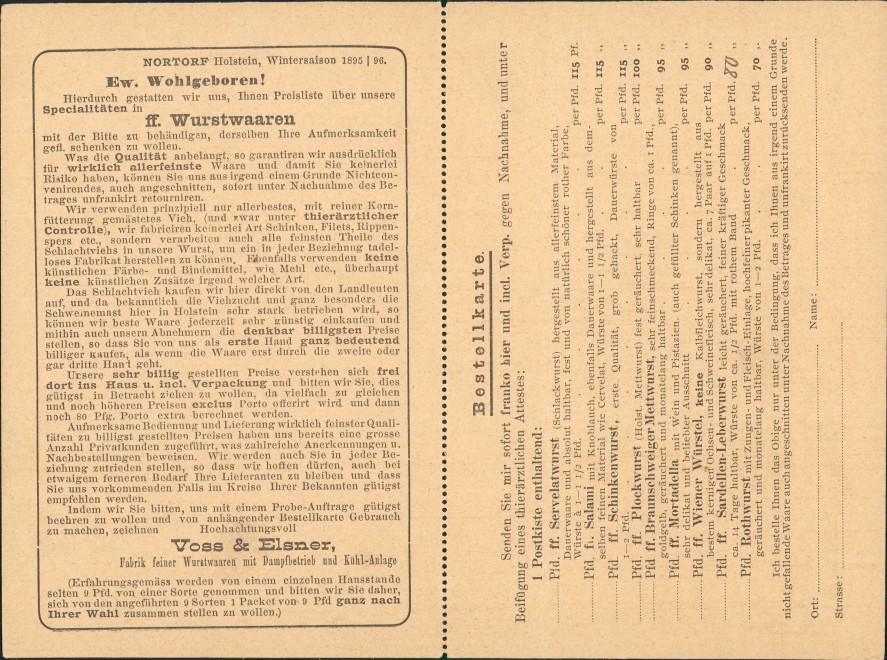 NORTORF Holstein, Wintersaison 1895 | 96.
Ew. Wohlgeboren!
Hierdurch gestatten wir uns, Ihnen Preisliste über unsere
Specialitäten in
ff. Wurstwaaren
mit der Bitte zu behändigen, derselben Ihre Aufmerksamkeit
gefl. schenken zu wollen.
Was die Qualität anbelangt, so garantiren wir ausdrücklich
für wirklich allerfeinste Waare und damit Sie keinerlei
Risiko haben, können Sie uns aus irgend einem Grunde Nichtcon-
venirendes, auch angeschnitten, sofort unter Nachnahme des Be-
trages unfrankirt retourniren.
Wir verwenden prinzipiell nur allerbestes, mit reiner Korn-
fütterung gemästetes Vieh, (und zwar unter thierärztlicher
Controlle), wir fabriciren keinerlei Art Schinken, Filets, Rippen-
spers etc., sondern verarbeiten auch alle feinsten Theile des
Schlachtviehs in unsere Wurst, um ein in jeder Beziehung tadel-
loses Fabrikat herstellen zu können. Ebenfalls verwenden keine
künstlichen Färbe- und Bindemittel, wie Mehl etc., überhaupt
keine künstlichen Zusätze irgend welcher Art.
Das Schlachtvieh kaufen wir hier direkt von den Landleuten
auf, und da bekanntlich die Viehzucht und ganz besonders die
Schweinemast hier in Holstein sehr stark betrieben wird, so
können wir beste Waare jederzeit sehr günstig einkaufen und
mithin auch unsern Abnehmern die denkbar billigsten Preise
stellen, so dass Sie von uns als erste Hand ganz bedeutend
billiger kaufen, als wenn die Waare erst durch die zweite oder
gar dritte Hand geht.
Unsere sehr billig gestellten Preise verstehen sich frei
dort ins Haus u. incl. Verpackung und bitten wir Sie, dies
gütigst in Betracht ziehen zu wollen, da vielfach zu gleichen
und noch höheren Preisen exclus Porto offerirt wird und dann
noch 80 Pfg. Porto extra berechnet werden.
Aufmerksame Bedienung und Lieferung wirklich feinster Quali-
täten zu billigst gestellten Preisen haben uns bereits eine grosse
Anzahl Privatkunden zugeführt, was zahlreiche Anerkennungen u.
Nachbestellungen beweisen. Wir werden auch Sie in jeder Be-
ziehung zufrieden stellen, so dass wir hoffen dürfen, auch bei
etwaigem ferneren Bedarf Ihre Lieferanten zu bleiben und dass
Sie uns vorkommenden Falls im Kreise Ihrer Bekannten gütigst
empfehlen werden.
Indem wir Sie bitten, uns mit einem Probe-Auftrage gütigst
beehren zu wollen und von anhängender Bestellkarte Gebrauch
zu machen, zeichnen Hochachtungsvoll
Voss & Elsner,
Fabrik feiner Wurstwaaren mit Dampfbetrieb und Kühl-Anlage
(Erfahrungsgemäss werden von einem einzelnen Hausstande
selten 9 Pfd. von einer Sorte genommen und bitten wir Sie daher,
sich von den angeführten 9 Sorten 1 Packet von 9 Pfd ganz nach
Ihrer Wahl zusammen stellen zu wollen.)
Bestellkarte.
Senden Sie mir sofort franko hier und incl. Verp. gegen Nachnahme, und unter
Beifügung eines thierärztlichen Attestes:
1 Postkiste enthaltend:
Pfd. ff. Servelatwurst (Schlackwurst) hergestellt aus allerfeinstem Material,
Dauerwaare und absolut haltbar, fest und von natürlich schöner rother Farbe,
Würste à 1—1 1/2 Pfd. per Pfd. 115 Pf.
Pfd. ff. Salami mit Knoblauch, ebenfalls Dauerwaare und hergestellt aus dem-
selben feinen Material wie Cervelat, Würste von 1—1 1/2 Pfd. per Pfd. 115 „
Pfd. ff. Schinkenwurst, erste Qualität, grob gehackt, Dauerwürste von
1—2 Pfd. per Pfd. 115 „
Pfd. ff. Plockwurst (Holst. Mettwurst) fest geräuchert, sehr haltbar per Pfd. 100 „
Pfd. ff. Braunschweiger Mettwurst, sehr feinschmeckend, Ringe von ca. 1 Pfd.,
goldgelb, geräuchert und monatelang haltbar per Pfd. 95 „
Pfd. ff. Mortadella mit Wein und Pistazien, (auch gefüllter Schinken genannt),
sehr delikat und beliebter Ausschnitt per Pfd. 95 „
Pfd. ff. Wiener Würstel, keine Kalbfleichwurst, sondern hergestellt aus
bestem kernigen Ochsen- und Schweinefleisch, sehr delikat, ca. 7 Paar auf 1 Pfd. per Pfd. 90 „
Pfd. ff. Sardellen-Leberwurst leicht geräuchert, feiner kräftiger Geschmack
ca. 14 Tage haltbar, Würste von ca. 1/2 Pfd. mit rothem Band per Pfd. 80 „
Pfd. Rothwurst mit Zungen- und Fleisch-Einlage, hochfeiner pikanter Geschmack,
geräuchert und monatelang haltbar, Würste von 1—2 Pfd. per Pfd. 70 „
Ich bestelle Ihnen das Obige nur unter der Bedingung, dass ich Ihnen aus irgend einem Grunde
nicht gefallende Waare auch angeschnitten unter Nachnahme des Betrages und unfrankirt zurücksenden werde.
Ort: Name:
Strasse: